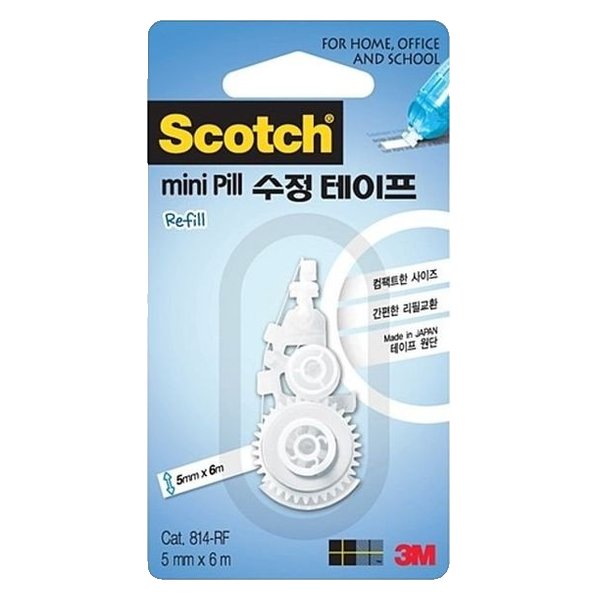 FOR HOME, OFFICE
AND SCHOOL
Scotch®
mini Pill 수정 테이프
Refill
컴팩트한 사이즈
간편한 리필교환
Made in JAPAN
테이프 원단
5mm x 6m
Cat. 814-RF
5 mm x 6 m
3M